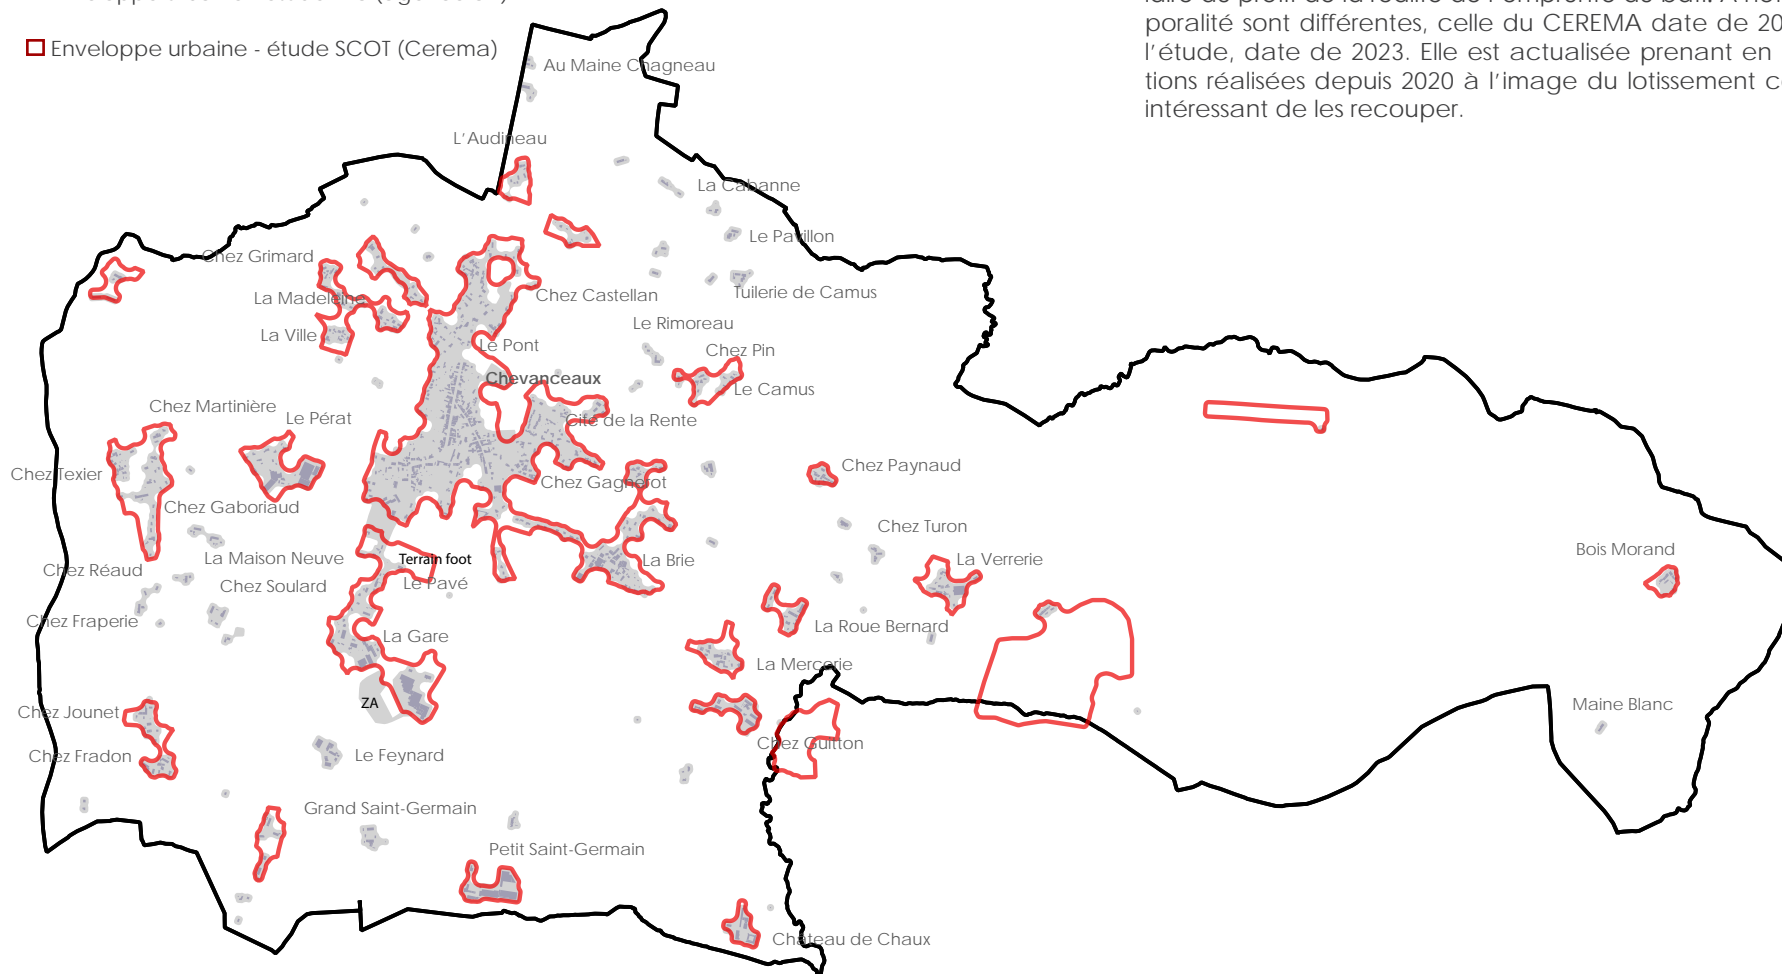 Enveloppe urbaine - étude SCOT (Cerema)
poralité sont différentes, celle du CEREMA date de 20
l'étude, date de 2023. Elle est actualisée prenant en
tions réalisées depuis 2020 à l'image du lotissement
intéressant de les recouper.
Au Maine Chagneau
L'Audineau
La Cabanne
Le Pavillon
Chez Grimard
Tuilerie de Camus
Chez Castellan
La Madeleine
Le Rimoreau
La Ville
Le Pont
Chez Pin
Chevanceaux
Le Camus
Chez Martinière
Le Pérat
Cité de la Rente
Chez Texier
Chez Paynaud
Chez Gagnerot
Chez Gaboriaud
Chez Turon
La Maison Neuve
Terrain foot
La Brie
La Verrerie
Bois Morand
Chez Réaud
Chez Soulard
Le Pavé
Chez Fraperie
La Gare
La Roue Bernard
La Mercerie
ZA
Chez Jounet
Maine Blanc
Chez Fradon
Le Feynard
Chez Guitton
Grand Saint-Germain
Petit Saint-Germain
Château de Chaux